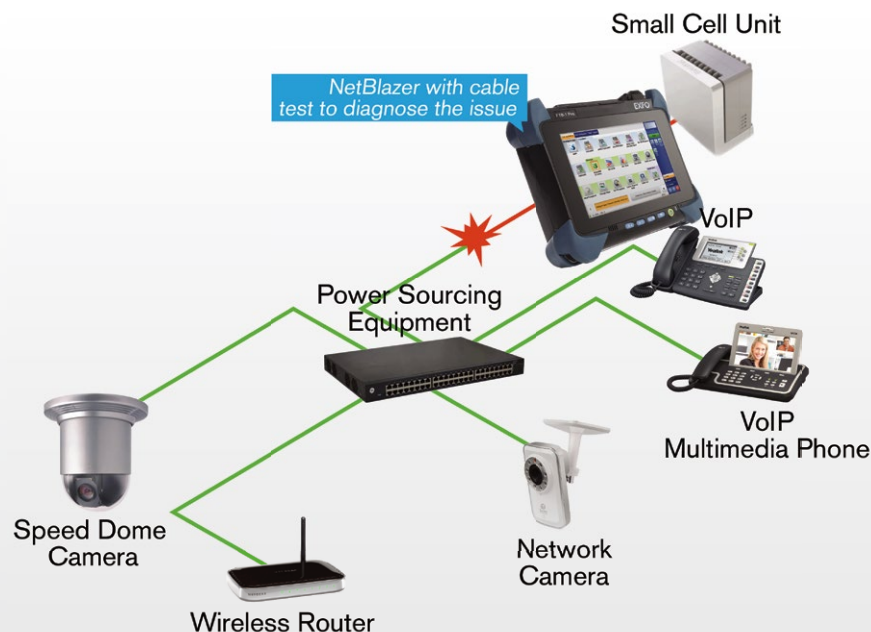 Small Cell Unit
NetBlazer with cable
test to diagnose the issue
EXFO
VoIP
Power Sourcing
Equipment
VoIP
Multimedia Phone
Speed Dome
Camera
Network
Camera
Wireless Router